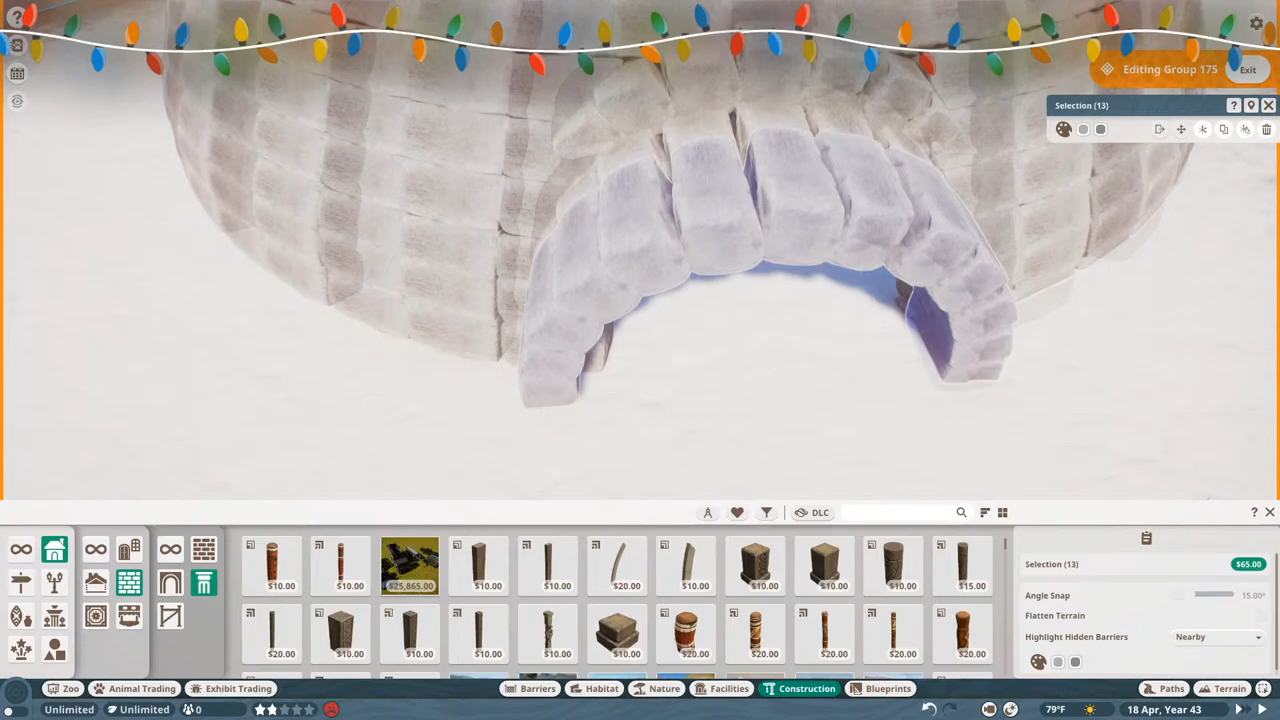 Editing Group 175
Exit
Selection (13)
DLC
$10.00
$10.00
$25,865.00
$10.00
$10.00
$20.00
$10.00
$10.00
$10.00
$10.00
$15.00
$20.00
$10.00
$10.00
$10.00
$10.00
$10.00
$20.00
$20.00
$20.00
$20.00
$20.00
Selection (13)
$65.00
Angle Snap
15.00°
Flatten Terrain
Highlight Hidden Barriers
Nearby
Zoo
Animal Trading
Exhibit Trading
Barriers
Habitat
Nature
Facilities
Construction
Blueprints
Paths
Terrain
Unlimited
Unlimited
0
79°F
18 Apr, Year 43